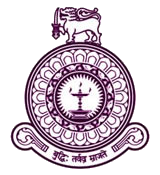 बुद्धिः सर्वत्र भ्राजते